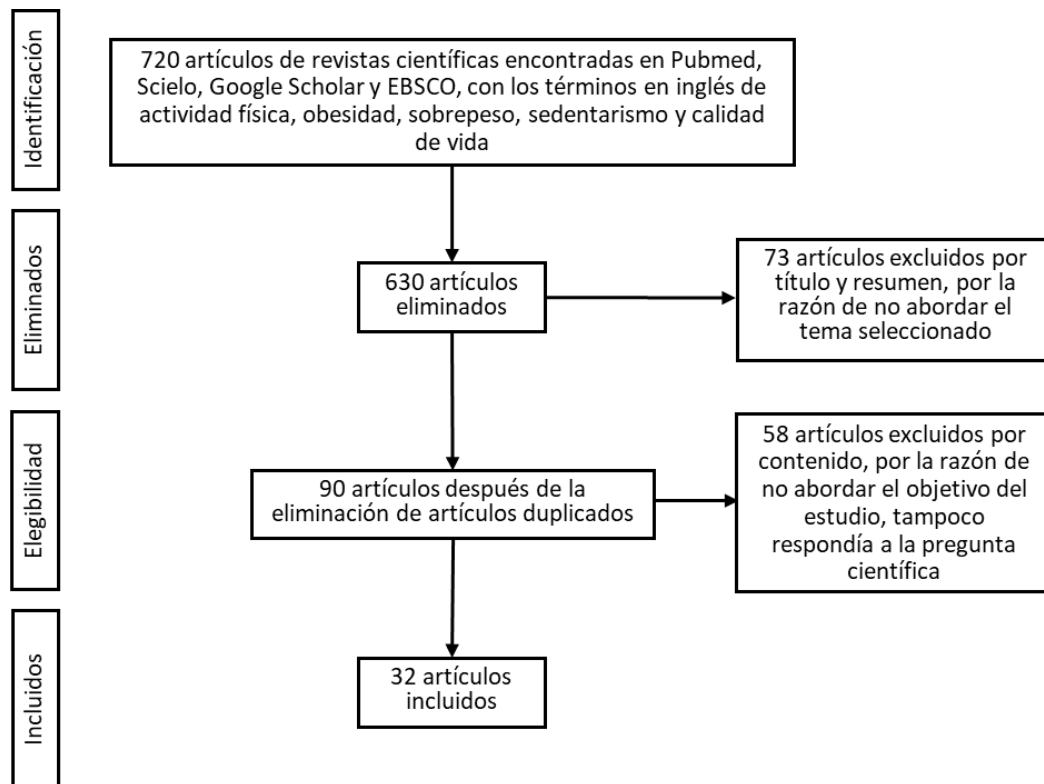 Identificación
720 artículos de revistas científicas encontradas en Pubmed,
Scielo, Google Scholar y EBSCO, con los términos en inglés de
actividad física, obesidad, sobrepeso, sedentarismo y calidad
de vida
Eliminados
630 artículos
eliminados
73 artículos excluidos por
título y resumen, por la
razón de no abordar el
tema seleccionado
Elegibilidad
90 artículos después de la
eliminación de artículos duplicados
58 artículos excluidos por
contenido, por la razón de
no abordar el objetivo del
estudio, tampoco
respondía a la pregunta
científica
Incluidos
32 artículos
incluidos